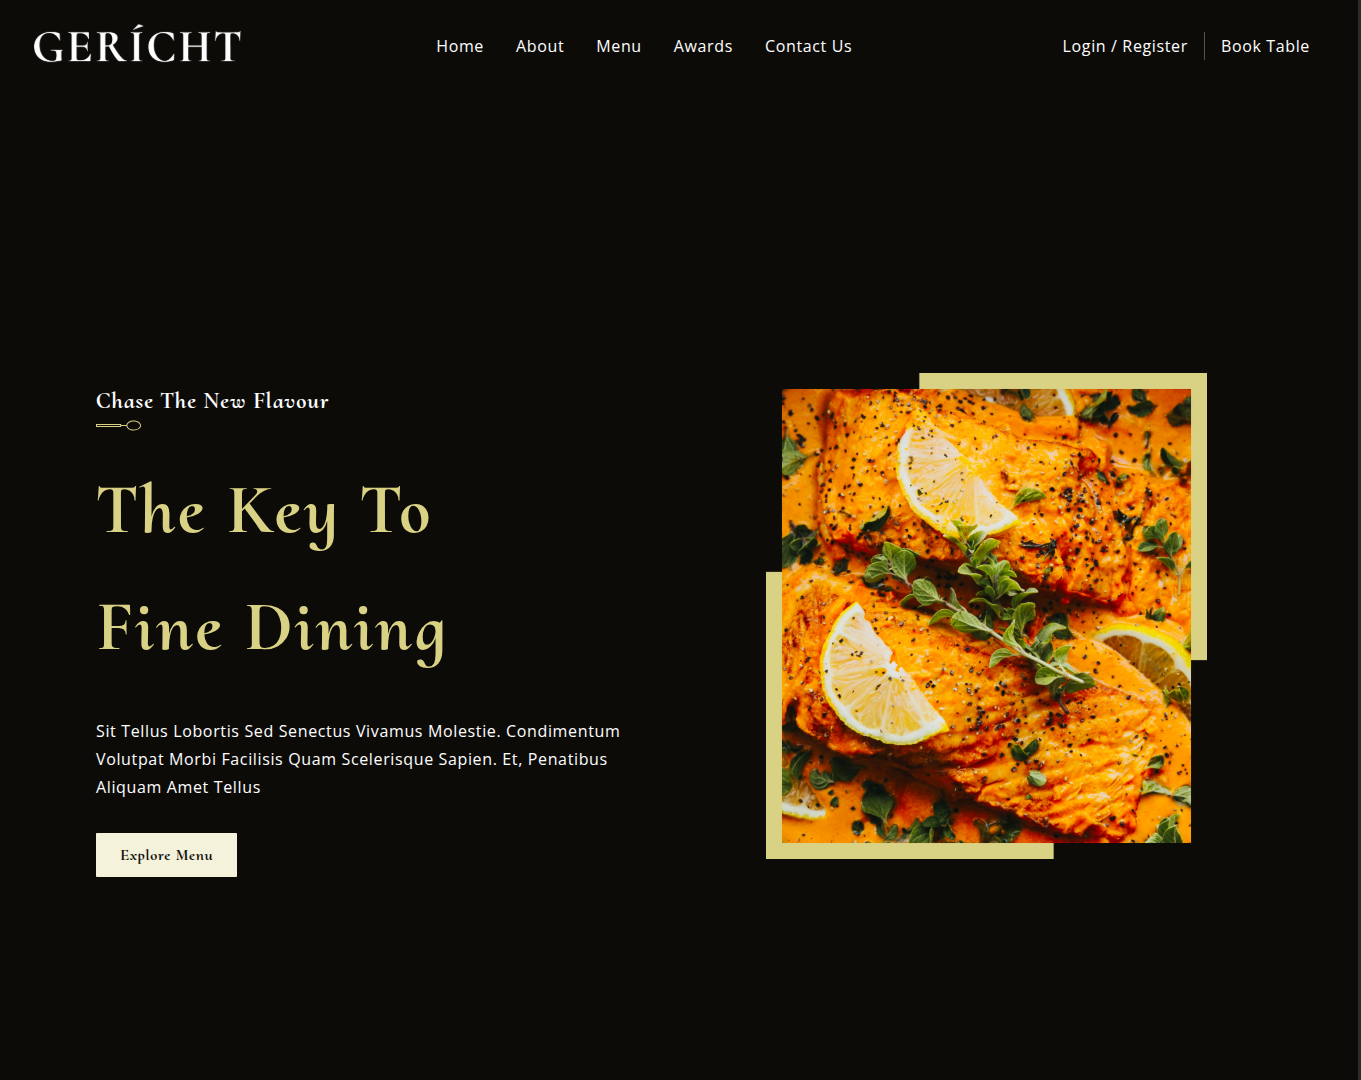 GERÍCHT
Home About Menu Awards Contact Us
Login / Register Book Table
Chase The New Flavour
The Key To
Fine Dining
Sit Tellus Lobortis Sed Senectus Vivamus Molestie. Condimentum
Volutpat Morbi Facilisis Quam Scelerisque Sapien. Et, Penatibus
Aliquam Amet Tellus
Explore Menu